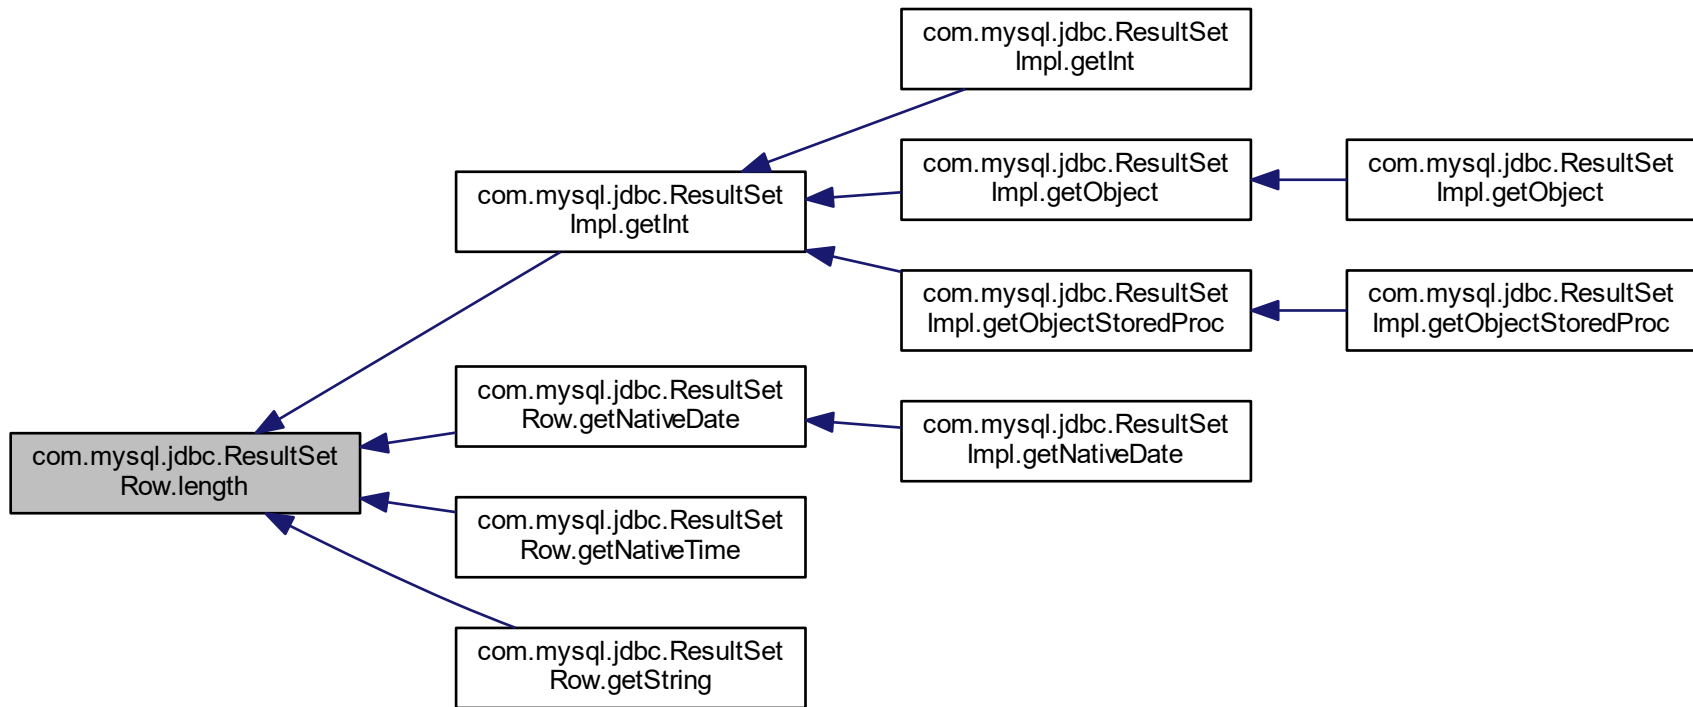 com.mysql.jdbc.ResultSet
Impl.getInt
com.mysql.jdbc.ResultSet
Impl.getObject
com.mysql.jdbc.ResultSet
Impl.getObject
com.mysql.jdbc.ResultSet
Impl.getInt
com.mysql.jdbc.ResultSet
Impl.getObjectStoredProc
com.mysql.jdbc.ResultSet
Impl.getObjectStoredProc
com.mysql.jdbc.ResultSet
Row.getNativeDate
com.mysql.jdbc.ResultSet
Impl.getNativeDate
com.mysql.jdbc.ResultSet
Row.length
com.mysql.jdbc.ResultSet
Row.getNativeTime
com.mysql.jdbc.ResultSet
Row.getString